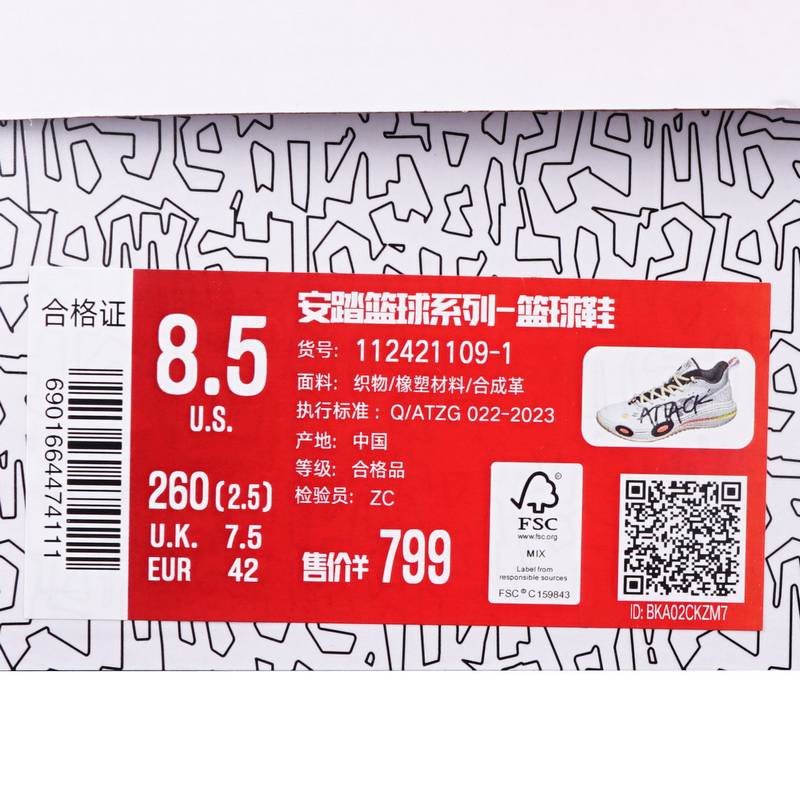 合格证
6901664474111
8.5
U.S.
260(2.5)
U.K. 7.5
EUR 42
安踏篮球系列-篮球鞋
货号: 112421109-1
面料: 织物/橡塑材料/合成革
执行标准: Q/ATZG 022-2023
产地: 中国
等级: 合格品
检验员: ZC
售价¥ 799
ATTACK
FSC
www.fsc.org
MIX
Label from
responsible sources
FSC® C159843
ID: BKA02CKZM7